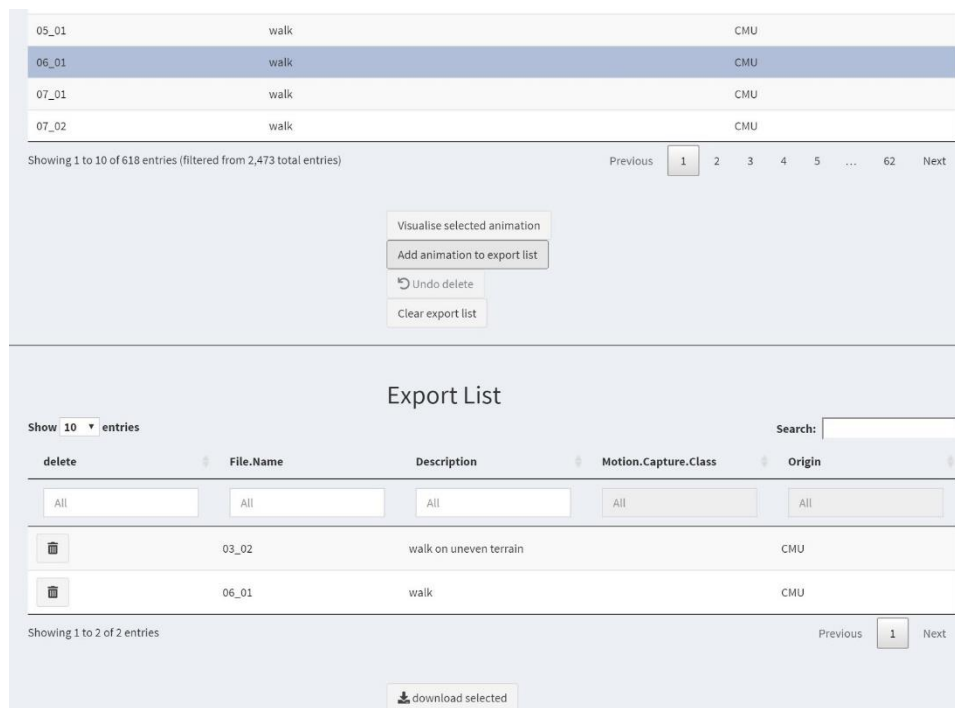 05_01 walk CMU
06_01 walk CMU
07_01 walk CMU
07_02 walk CMU
Showing 1 to 10 of 618 entries (filtered from 2,473 total entries) Previous 1 2 3 4 5 ... 62 Next
Visualise selected animation
Add animation to export list
Undo delete
Clear export list
Export List
Show 10 entries Search:
delete File.Name Description Motion.Capture.Class Origin
All All All All All
03_02 walk on uneven terrain CMU
06_01 walk CMU
Showing 1 to 2 of 2 entries Previous 1 Next
download selected